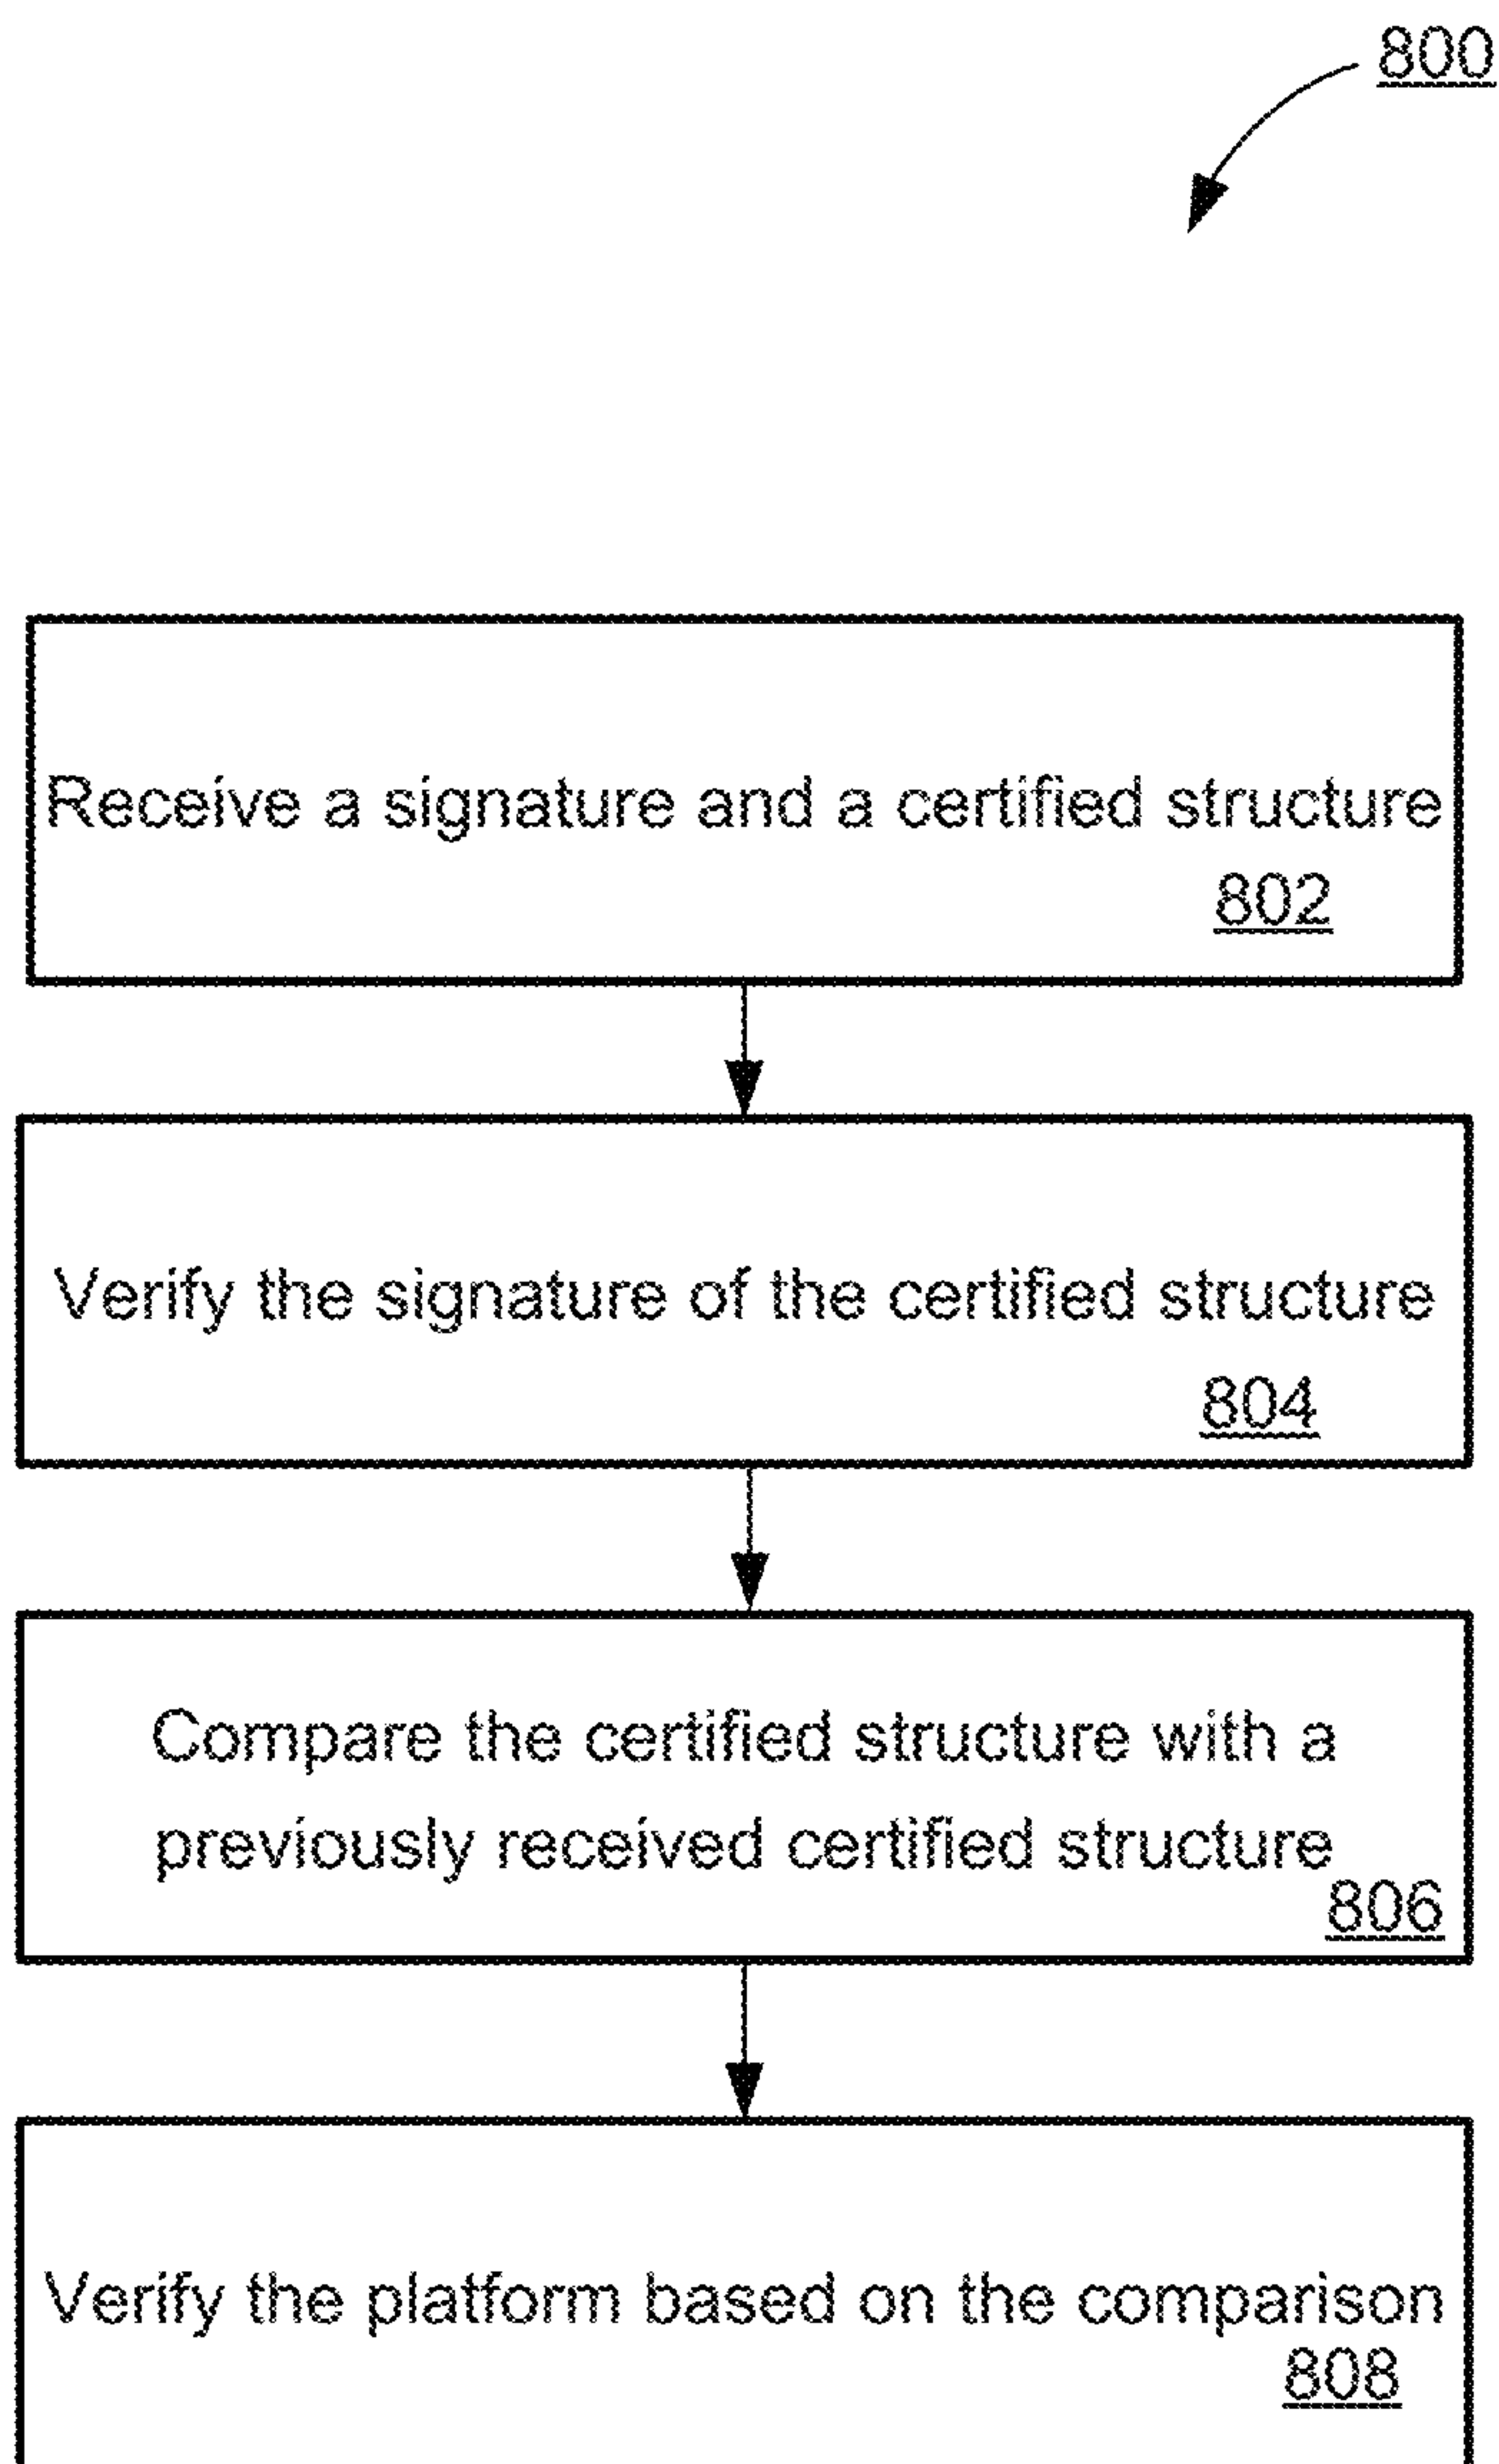 800
Receive a signature and a certified structure
802
Verify the signature of the certified structure
804
Compare the certified structure with a
previously received certified structure
806
Verify the platform based on the comparison
808